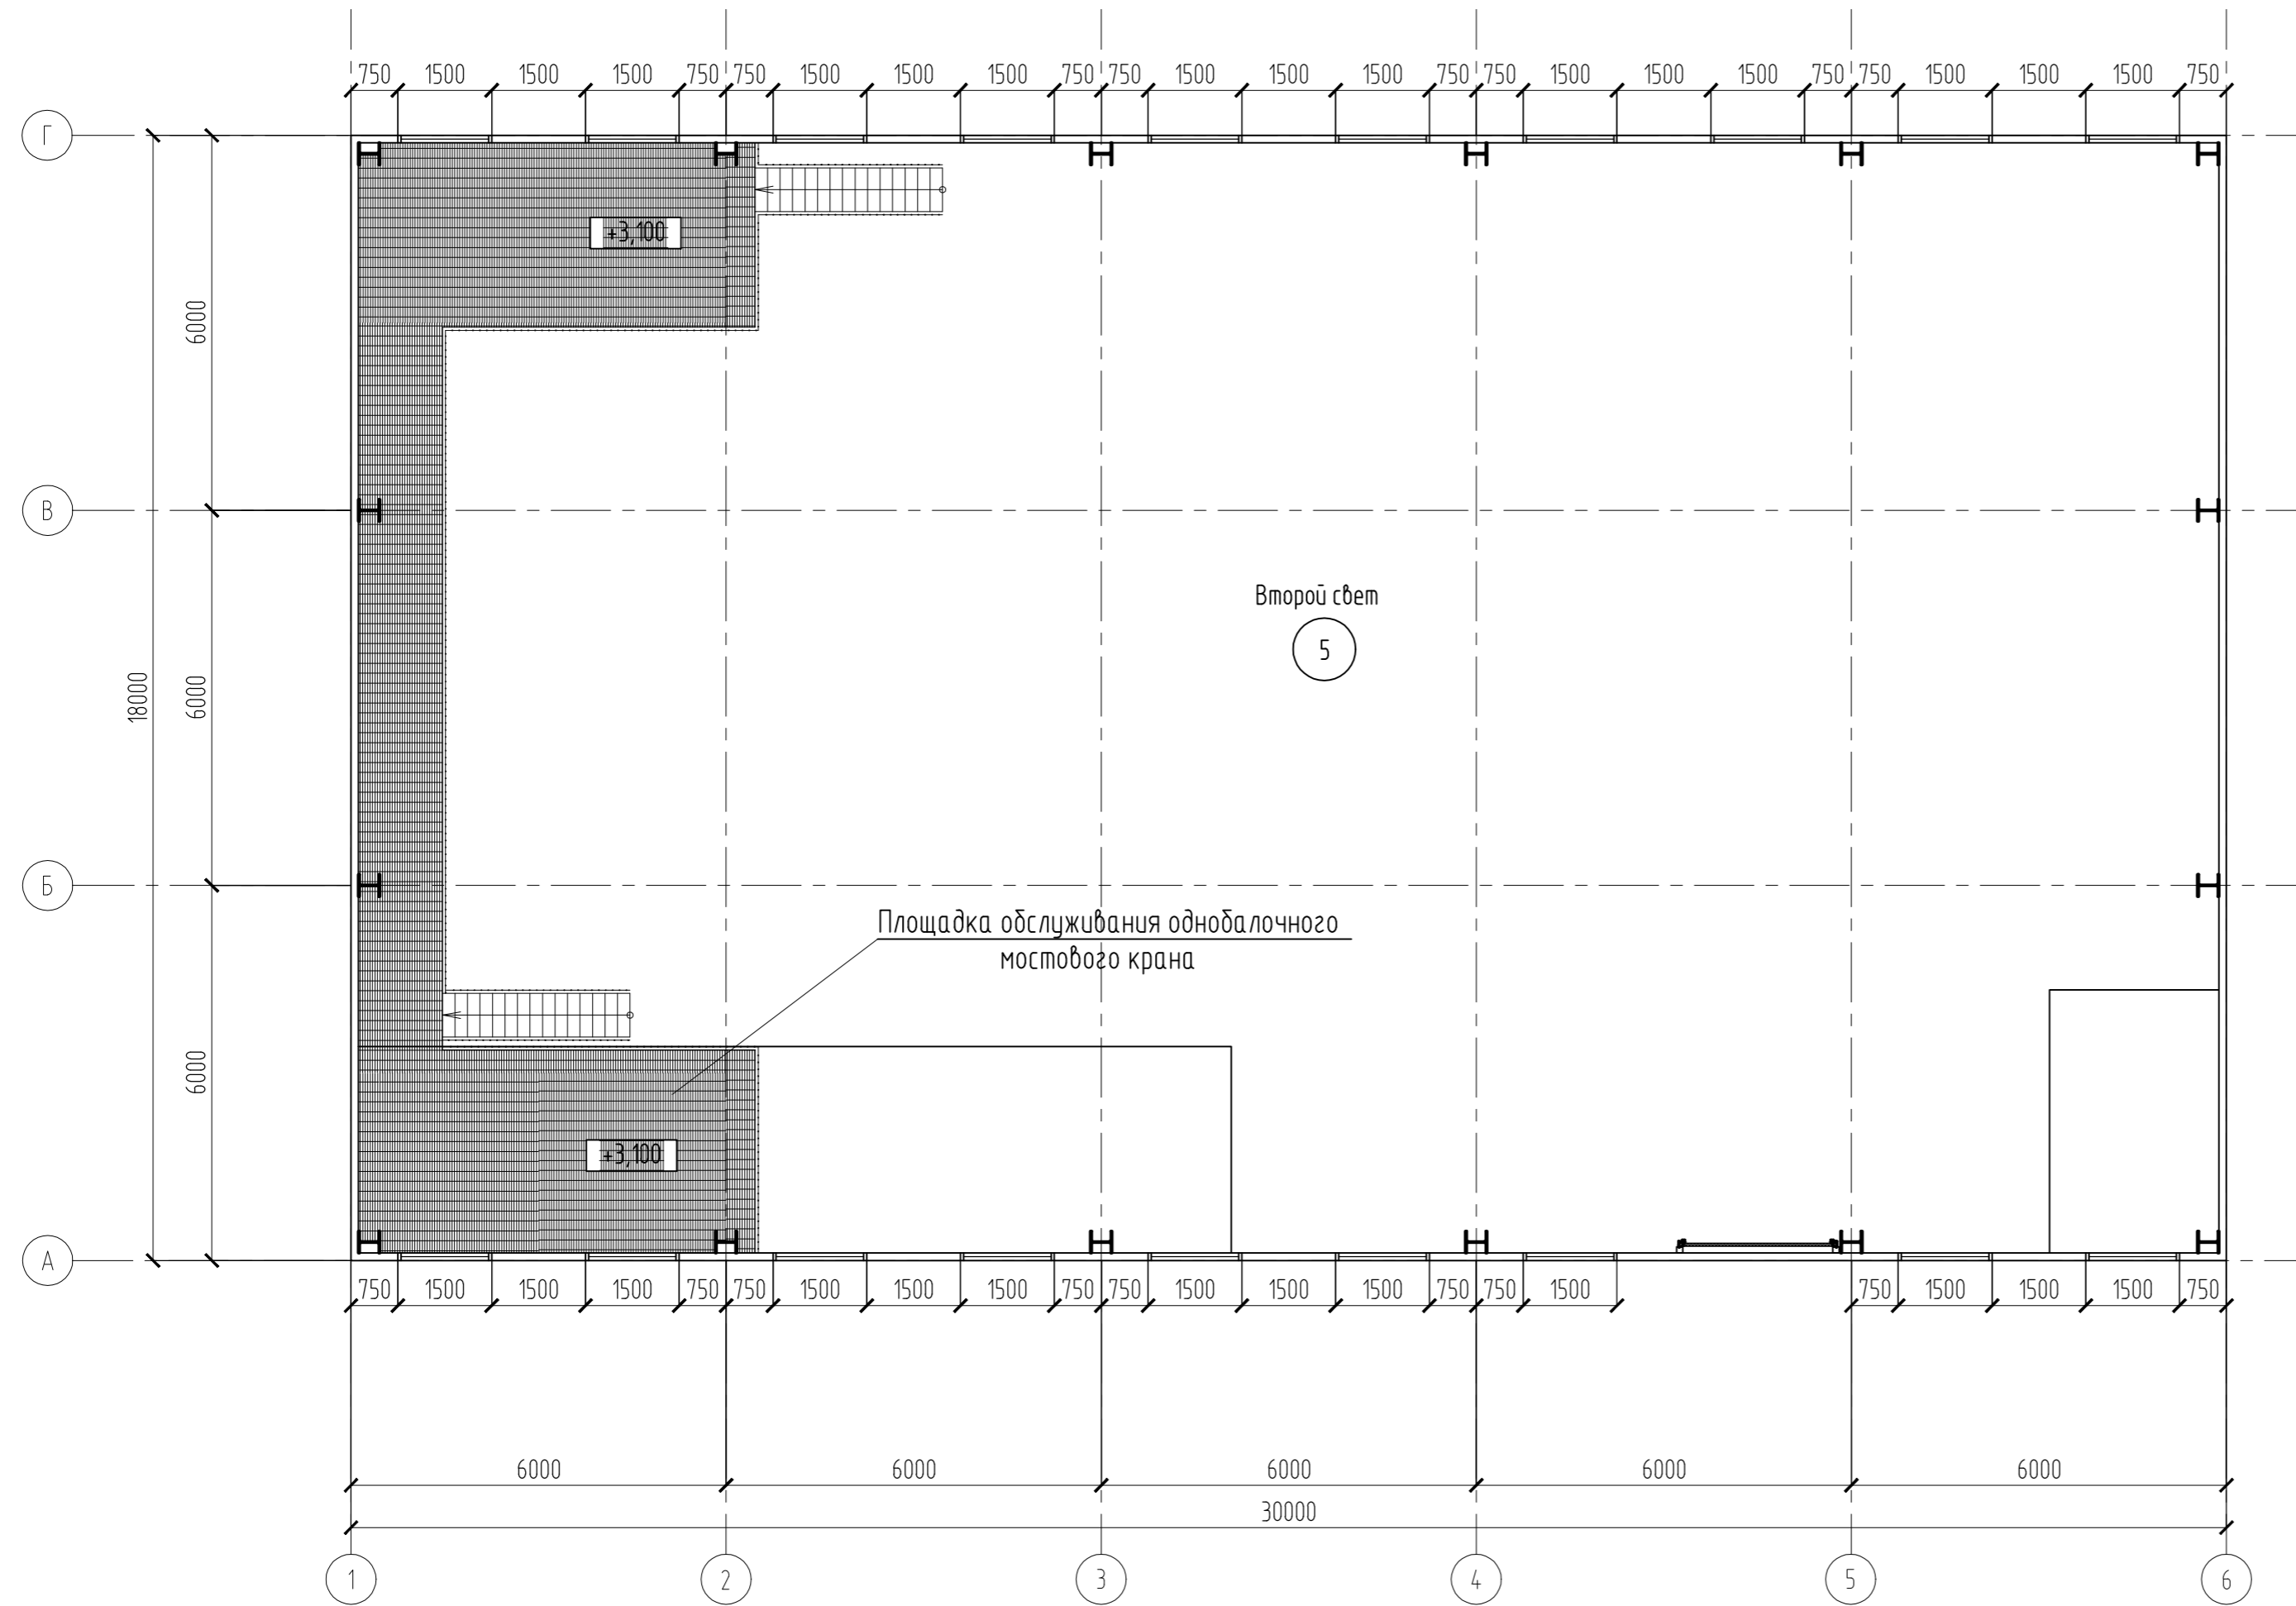 750 1500 1500 1500 750 750 1500 1500 1500 750 750 1500 1500 1500 750 750 1500 1500 1500 750 750 1500 1500 1500 750
Г
+3,100
6000
В
Второй свет
5
18000
6000
Б
Площадка обслуживания однобалочного
мостового крана
6000
+3,100
А
750 1500 1500 1500 750 750 1500 1500 1500 750 750 1500 1500 1500 750 750 1500 750 1500 1500 1500 750
6000 6000 6000 6000 6000
30000
1 2 3 4 5 6